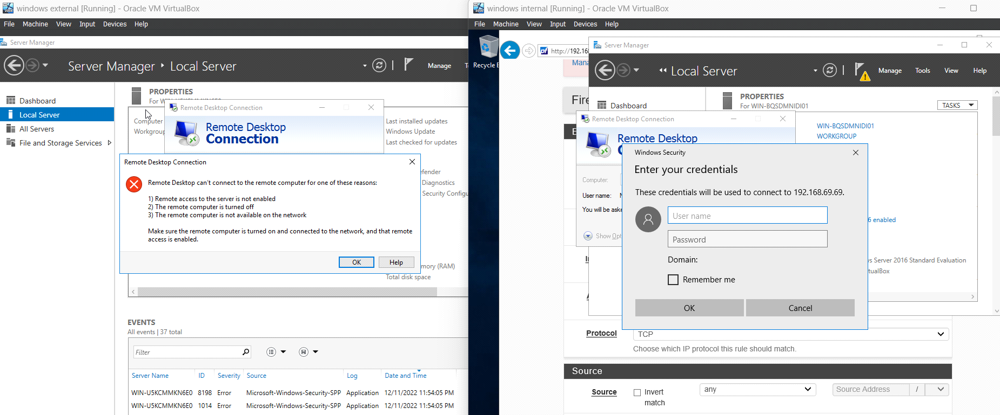 windows external [Running] - Oracle VM VirtualBox
File Machine View Input Devices Help
Server Manager
Server Manager Local Server
Manage
Dashboard
Local Server
All Servers
File and Storage Services
PROPERTIES
For WIN-U5KCMMKN6E0
Computer
Workgroup
Last installed updates
Windows Update
Last checked for updates
Remote Desktop Connection
Remote Desktop
Connection
Remote Desktop Connection
Remote Desktop can't connect to the remote computer for one of these reasons:
1) Remote access to the server is not enabled
2) The remote computer is turned off
3) The remote computer is not available on the network
Make sure the remote computer is turned on and connected to the network, and that remote
access is enabled.
OK Help
efender
Diagnostics
Security Configu
mory (RAM)
Total disk space
EVENTS
All events | 37 total
Filter
Server Name ID Severity Source Log Date and Time
WIN-U5KCMMKN6E0 8198 Error Microsoft-Windows-Security-SPP Application 12/11/2022 11:54:05 PM
WIN-U5KCMMKN6E0 1014 Error Microsoft-Windows-Security-SPP Application 12/11/2022 11:54:05 PM
windows internal [Running] - Oracle VM VirtualBox
File Machine View Input Devices Help
Recycle B
http://192.16
Mana
Fire
Server Manager
Local Server
Manage Tools View Help
Dashboard
PROPERTIES
For WIN-BQSDMNIDI01
TASKS
WIN-BQSDMNIDI01
WORKGROUP
6 enabled
s Server 2016 Standard Evaluation
tualBox
Remote Desktop Connection
Remote Desktop
Computer:
User name:
You will be aske
Show Opt
Windows Security
Enter your credentials
These credentials will be used to connect to 192.168.69.69.
User name
Password
Domain:
Remember me
OK Cancel
Protocol TCP
Choose which IP protocol this rule should match.
Source
Source Invert match any Source Address /